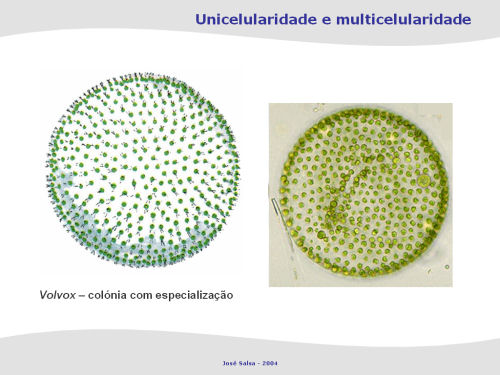 Unicelularidade e multicelularidade
Volvox – colónia com especialização
José Salsa - 2004